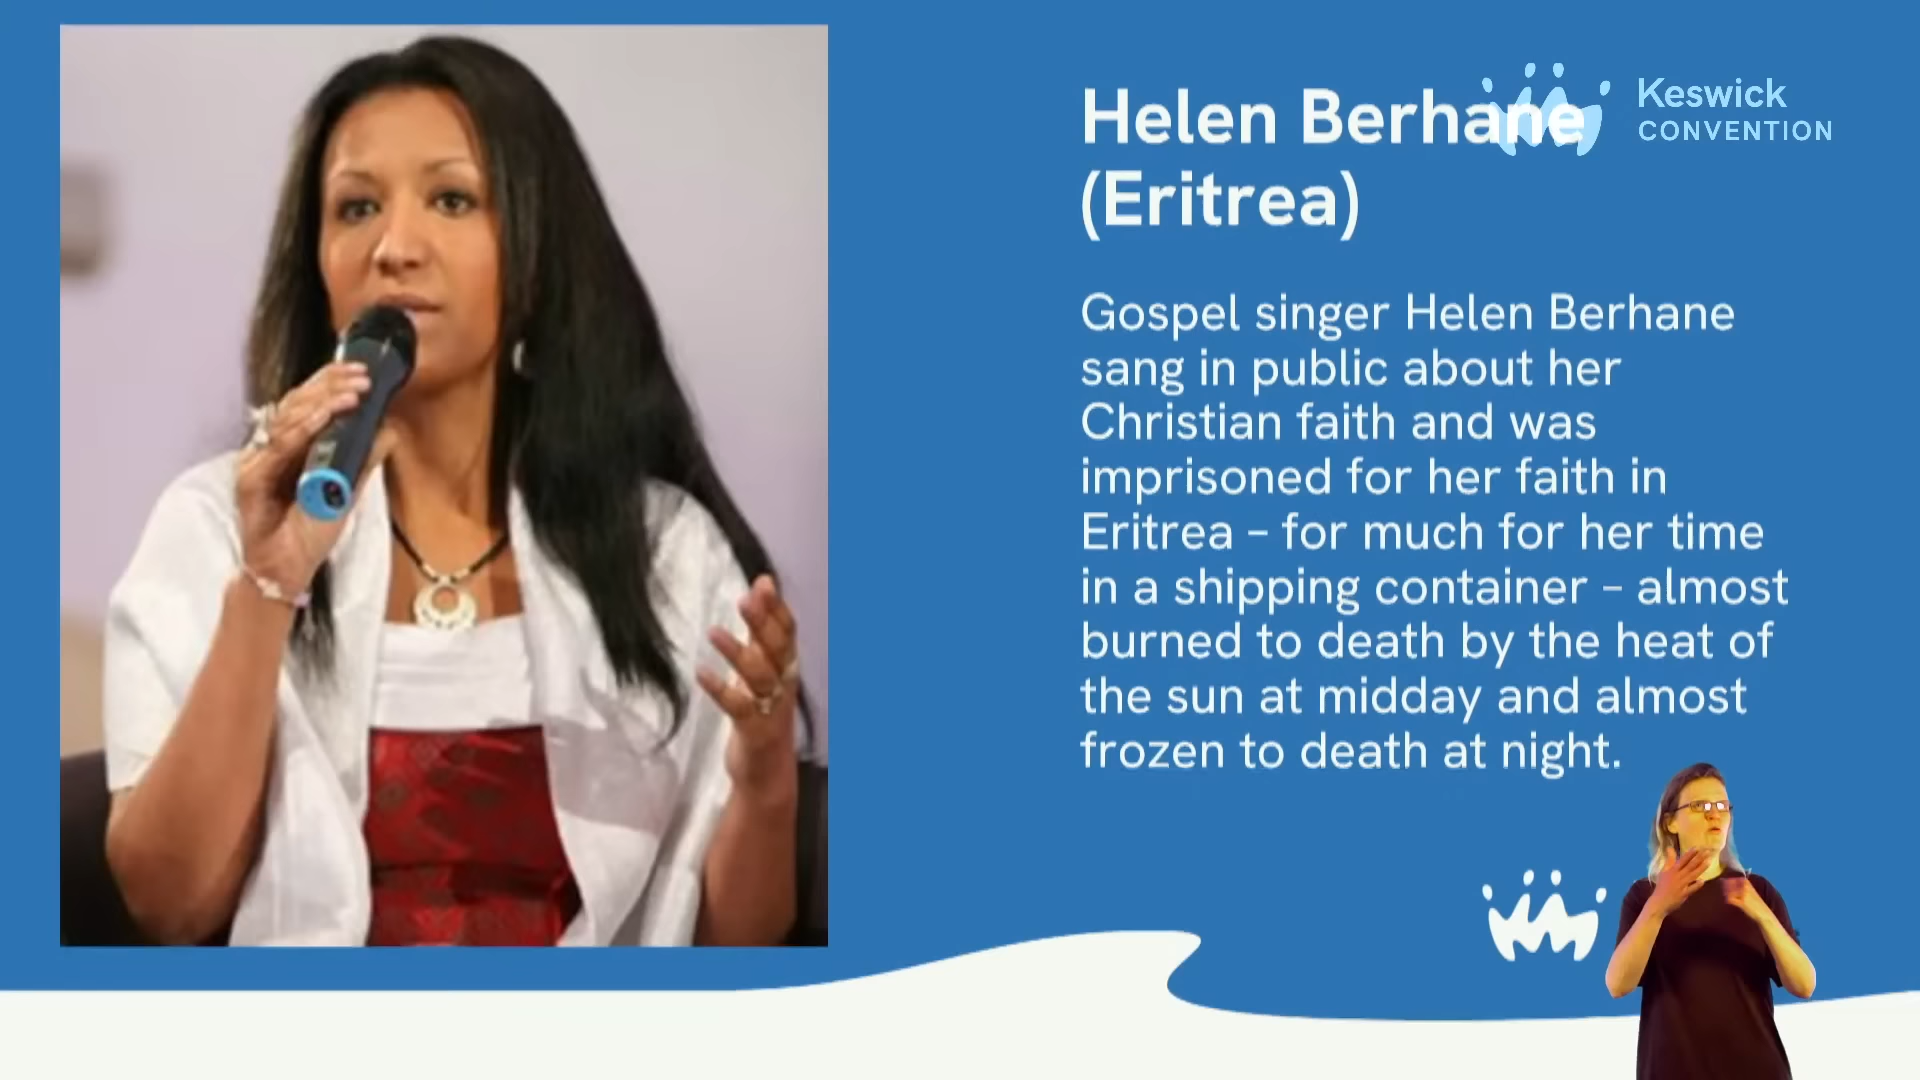 Helen Berhane
(Eritrea)
Keswick
CONVENTION
Gospel singer Helen Berhane
sang in public about her
Christian faith and was
imprisoned for her faith in
Eritrea – for much for her time
in a shipping container – almost
burned to death by the heat of
the sun at midday and almost
frozen to death at night.